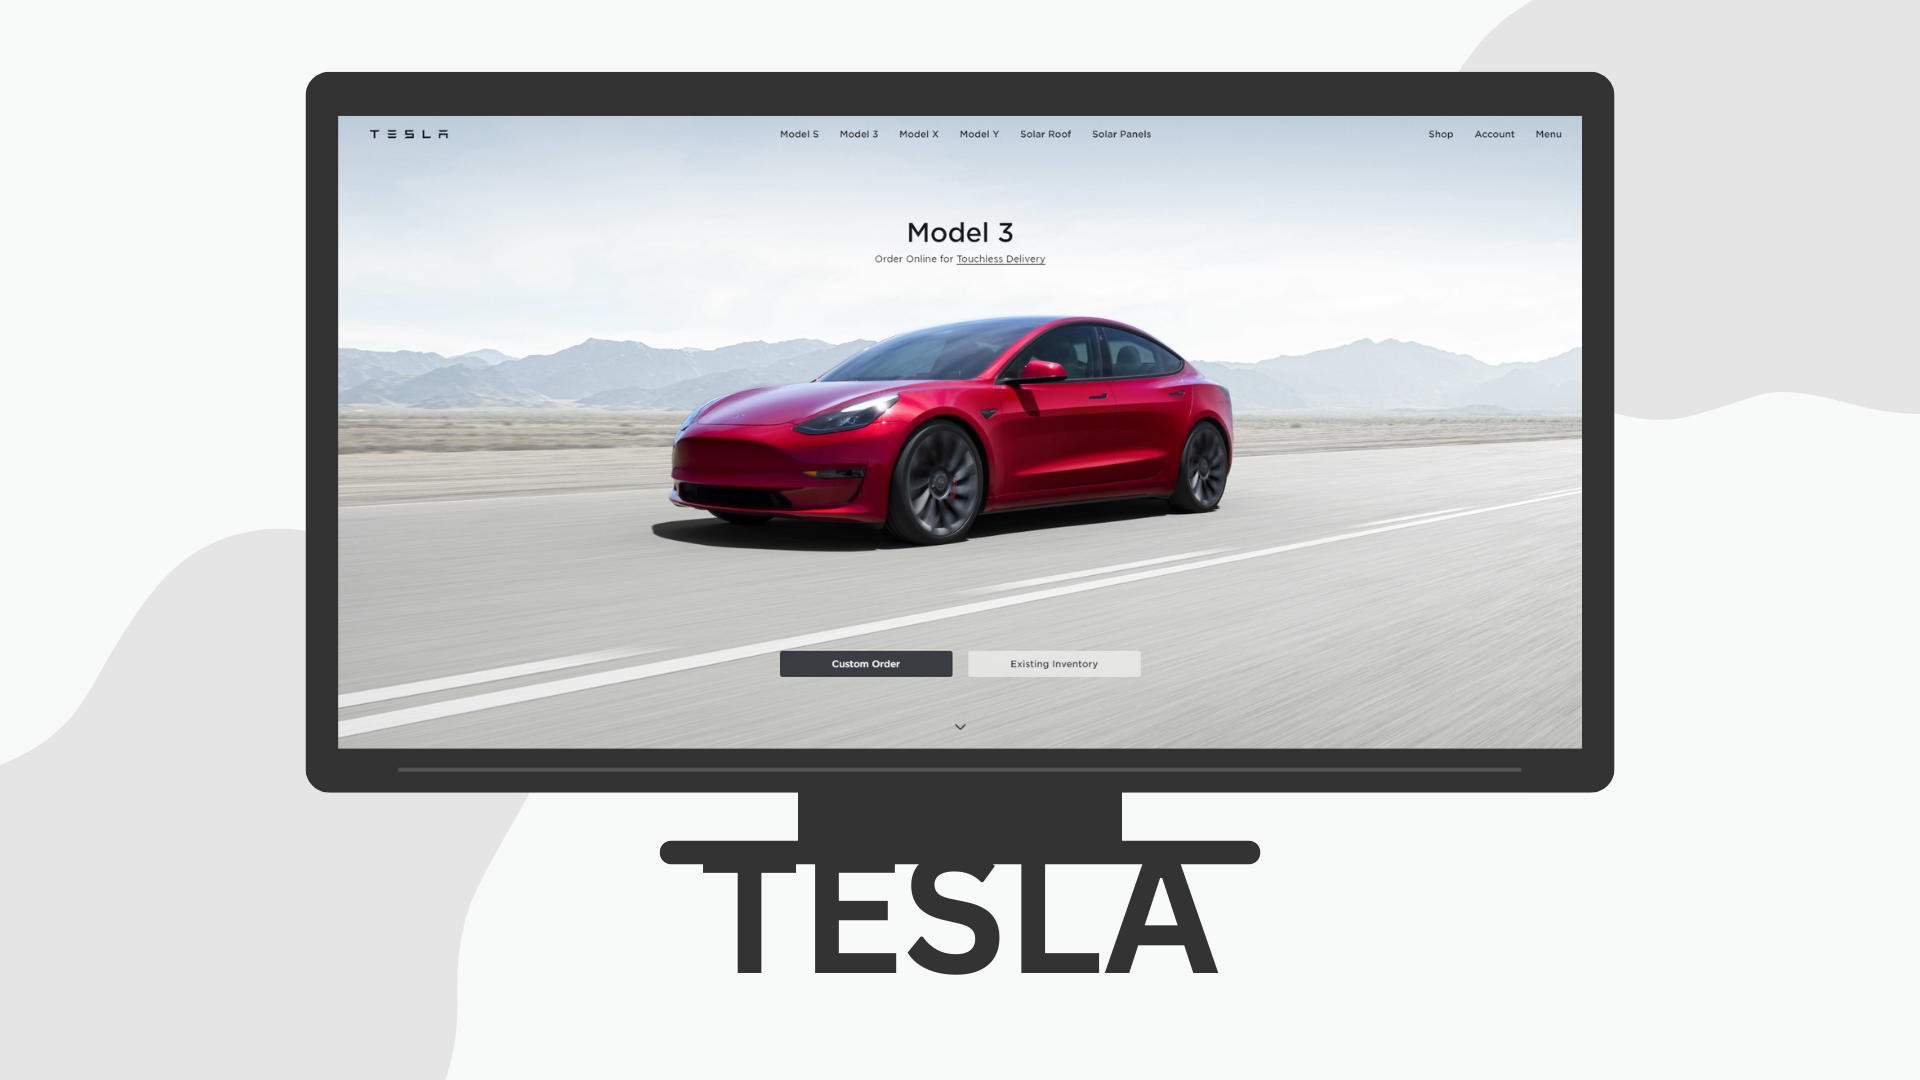 TESLA
Model S Model 3 Model X Model Y Solar Roof Solar Panels
Shop Account Menu
Model 3
Order Online for Touchless Delivery
Custom Order Existing Inventory
TESLA